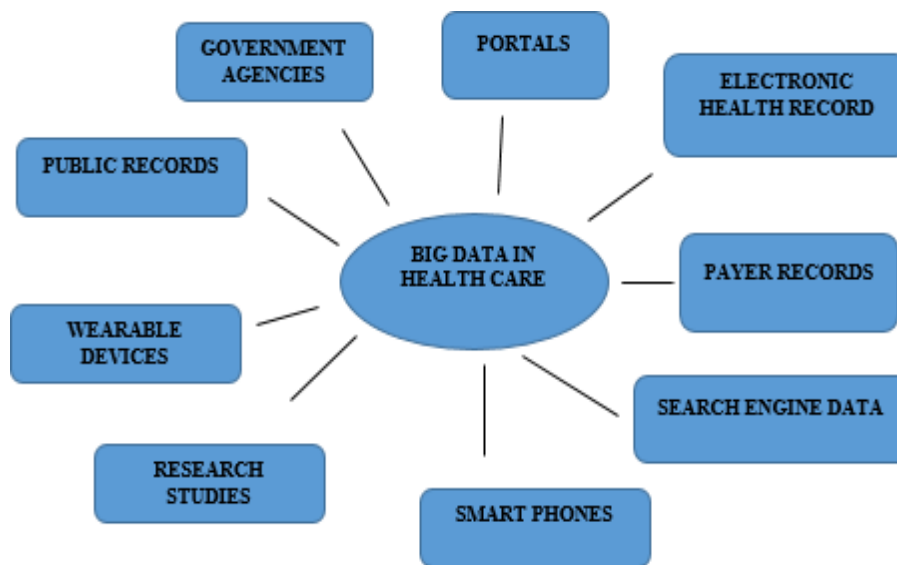 GOVERNMENT
AGENCIES
PORTALS
ELECTRONIC
HEALTH RECORD
PUBLIC RECORDS
BIG DATA IN
HEALTH CARE
PAYER RECORDS
WEARABLE
DEVICES
SEARCH ENGINE DATA
RESEARCH
STUDIES
SMART PHONES